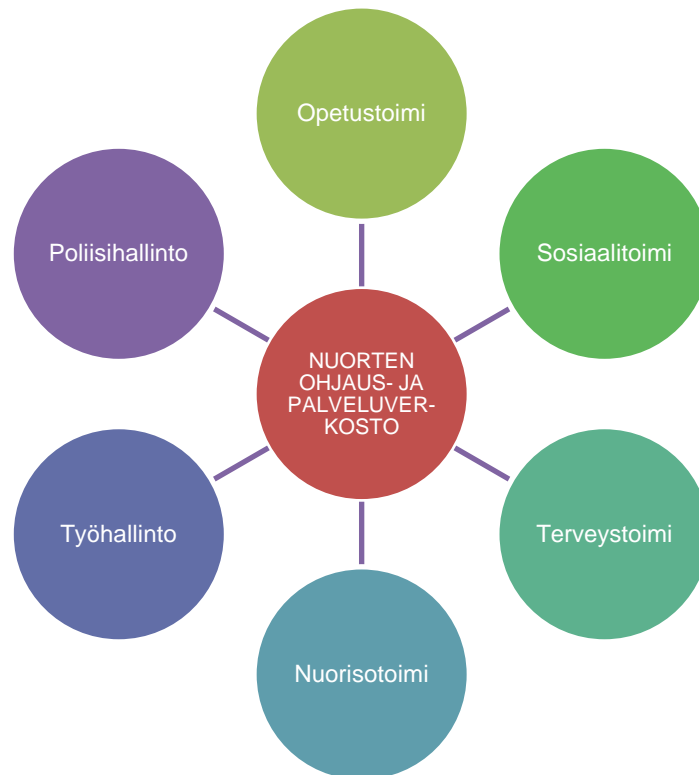 Opetustoimi
Poliisihallinto
Sosiaalitoimi
NUORTEN
OHJAUS- JA
PALVELUVER-
KOSTO
Työhallinto
Terveystoimi
Nuorisotoimi